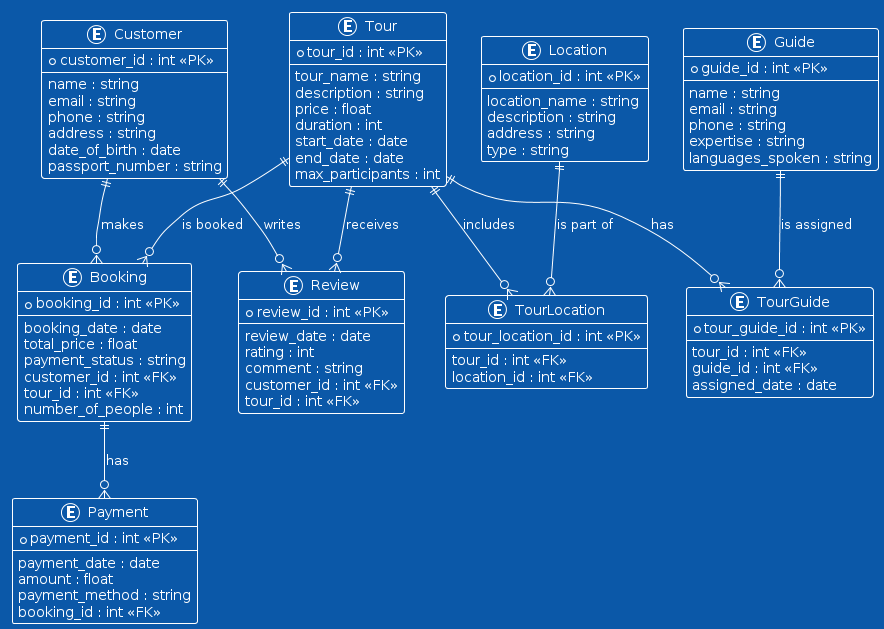 E Customer
customer_id : int «PK»
name : string
email : string
phone : string
address : string
date_of_birth : date
passport_number : string
E Tour
tour_id : int «PK»
tour_name : string
description : string
price : float
duration : int
start_date : date
end_date : date
max_participants : int
E Location
location_id : int «PK»
location_name : string
description : string
address : string
type : string
E Guide
guide_id : int «PK»
name : string
email : string
phone : string
expertise : string
languages_spoken : string
makes
is booked
writes
receives
includes
is part of
has
is assigned
E Booking
booking_id : int «PK»
booking_date : date
total_price : float
payment_status : string
customer_id : int «FK»
tour_id : int «FK»
number_of_people : int
E Review
review_id : int «PK»
review_date : date
rating : int
comment : string
customer_id : int «FK»
tour_id : int «FK»
E TourLocation
tour_location_id : int «PK»
tour_id : int «FK»
location_id : int «FK»
E TourGuide
tour_guide_id : int «PK»
tour_id : int «FK»
guide_id : int «FK»
assigned_date : date
has
E Payment
payment_id : int «PK»
payment_date : date
amount : float
payment_method : string
booking_id : int «FK»